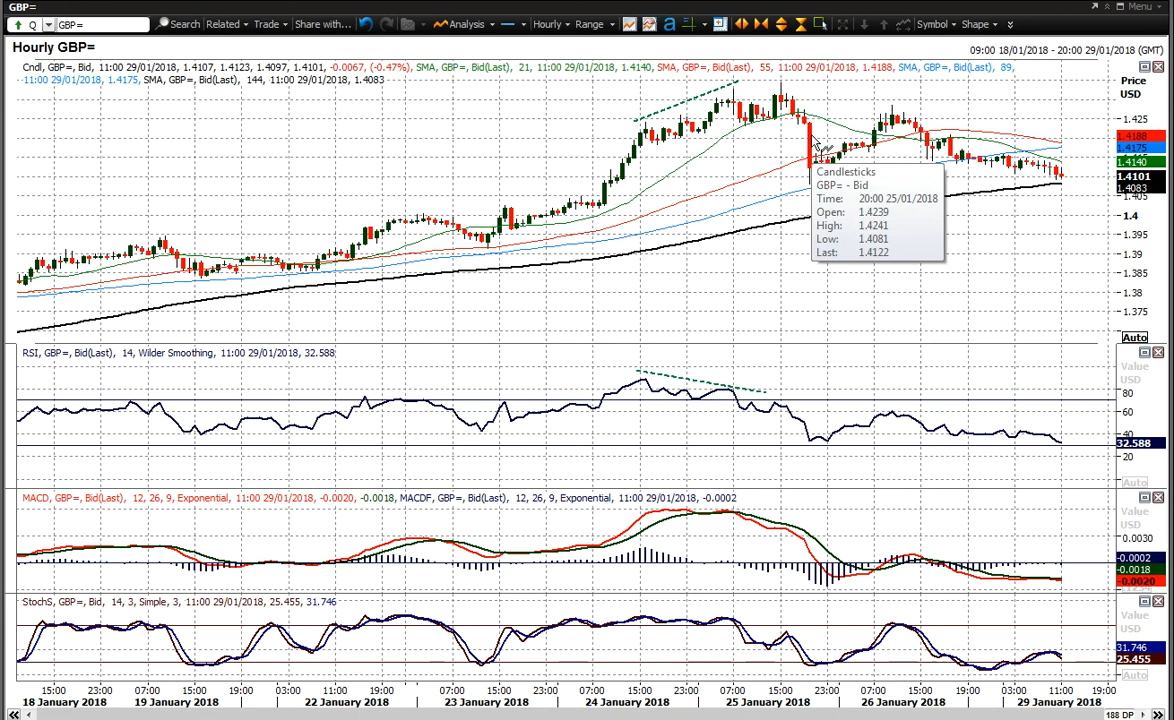 GBP=
Menu
Q GBP= Search Related Trade Share with... Analysis Hourly Range Symbol Shape
Hourly GBP=
09:00 18/01/2018 - 20:00 29/01/2018 (GMT)
Cndl, GBP=, Bid, 11:00 29/01/2018, 1.4107, 1.4123, 1.4097, 1.4101, -0.0067, (-0.47%), SMA, GBP=, Bid(Last), 21, 11:00 29/01/2018, 1.4140, SMA, GBP=, Bid(Last), 55, 11:00 29/01/2018, 1.4188, SMA, GBP=, Bid(Last), 89,
11:00 29/01/2018, 1.4175, SMA, GBP=, Bid(Last), 144, 11:00 29/01/2018, 1.4083
Price
USD
1.425
1.4188
1.4175
1.4140
1.4101
1.4083
1.405
1.4
1.395
1.39
1.385
1.38
1.375
Auto
Candlesticks
GBP= - Bid
Time: 20:00 25/01/2018
Open: 1.4239
High: 1.4241
Low: 1.4081
Last: 1.4122
RSI, GBP=, Bid(Last), 14, Wilder Smoothing, 11:00 29/01/2018, 32.588
Value
USD
80
60
40
32.588
20
Auto
MACD, GBP=, Bid(Last), 12, 26, 9, Exponential, 11:00 29/01/2018, -0.0020, -0.0018, MACDF, GBP=, Bid(Last), 12, 26, 9, Exponential, 11:00 29/01/2018, -0.0002
Value
USD
0.0030
-0.0002
-0.0018
-0.0020
StochS, GBP=, Bid, 14, 3, Simple, 3, 11:00 29/01/2018, 25.455, 31.746
Value
USD
31.746
25.455
Auto
15:00 23:00 07:00 15:00 19:00 03:00 11:00 19:00 07:00 15:00 23:00 07:00 15:00 23:00 07:00 15:00 23:00 07:00 15:00 19:00 03:00 11:00 19:00
18 January 2018 19 January 2018 22 January 2018 23 January 2018 24 January 2018 25 January 2018 26 January 2018 29 January 2018
188 DP